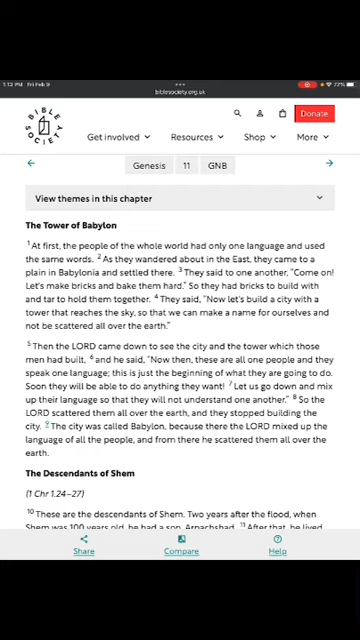 1:13 PM Fri Feb 9
72%
biblesociety.org.uk
BIBLE SOCIETY
Donate
Get involved
Resources
Shop
More
Genesis
11
GNB
View themes in this chapter
The Tower of Babylon
1 At first, the people of the whole world had only one language and used
the same words. 2 As they wandered about in the East, they came to a
plain in Babylonia and settled there. 3 They said to one another, “Come on!
Let's make bricks and bake them hard.” So they had bricks to build with
and tar to hold them together. 4 They said, “Now let's build a city with a
tower that reaches the sky, so that we can make a name for ourselves and
not be scattered all over the earth.”
5 Then the LORD came down to see the city and the tower which those
men had built, 6 and he said, “Now then, these are all one people and they
speak one language; this is just the beginning of what they are going to do.
Soon they will be able to do anything they want! 7 Let us go down and mix
up their language so that they will not understand one another.” 8 So the
LORD scattered them all over the earth, and they stopped building the
city. 9 The city was called Babylon, because there the LORD mixed up the
language of all the people, and from there he scattered them all over the
earth.
The Descendants of Shem
(1 Chr 1.24–27)
10 These are the descendants of Shem. Two years after the flood, when
Shem was 100 years old, he had a son, Arpachshad. 11 After that, he lived
Share
Compare
Help